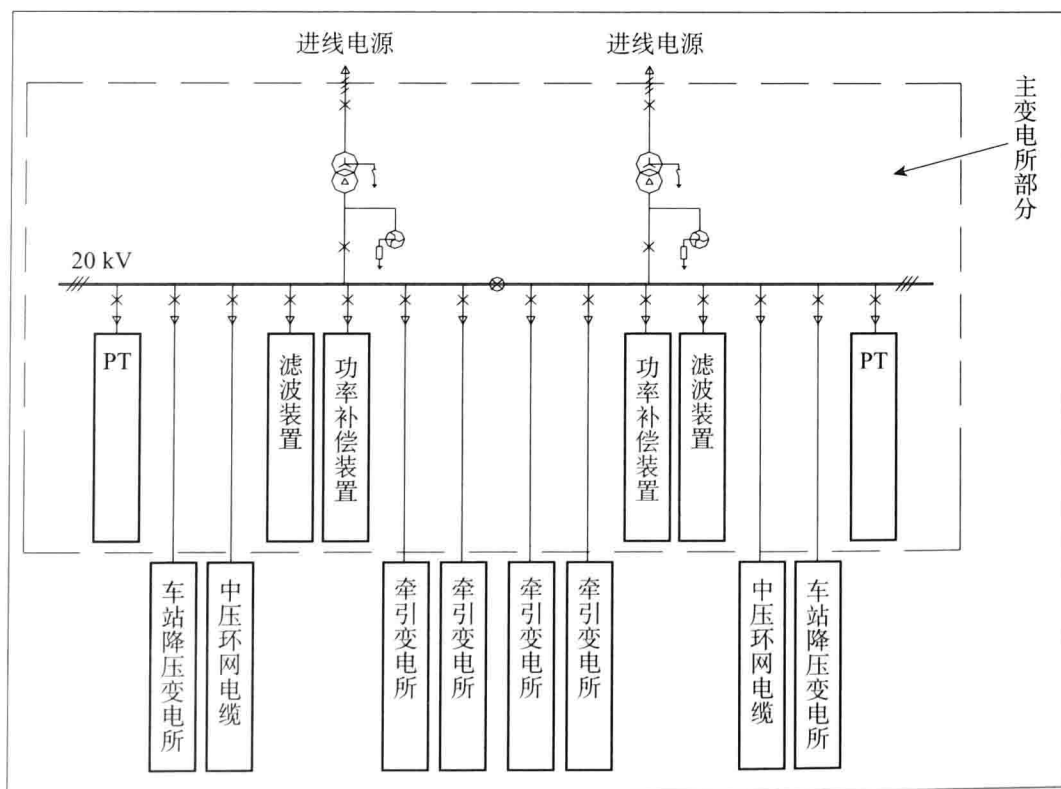 进线电源
进线电源
主变电所部分
20 kV
PT
滤波装置
功率补偿装置
功率补偿装置
滤波装置
PT
车站降压变电所
中压环网电缆
牵引变电所
牵引变电所
牵引变电所
牵引变电所
中压环网电缆
车站降压变电所